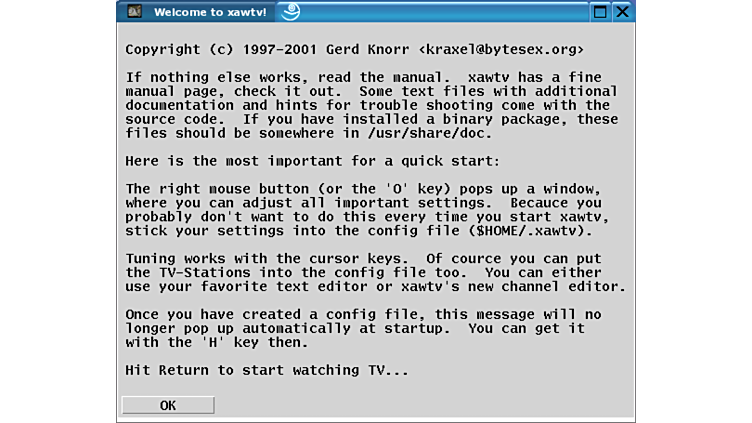 Welcome to xawtv!
Copyright (c) 1997-2001 Gerd Knorr <kraxel@bytesex.org>
If nothing else works, read the manual.  xawtv has a fine
manual page, check it out.  Some text files with additional
documentation and hints for trouble shooting come with the
source code.  If you have installed a binary package, these
files should be somewhere in /usr/share/doc.
Here is the most important for a quick start:
The right mouse button (or the 'O' key) pops up a window,
where you can adjust all important settings.  Becauce you
probably don't want to do this every time you start xawtv,
stick your settings into the config file ($HOME/.xawtv).
Tuning works with the cursor keys.  Of cource you can put
the TV-Stations into the config file too.  You can either
use your favorite text editor or xawtv's new channel editor.
Once you have created a config file, this message will no
longer pop up automatically at startup.  You can get it
with the 'H' key then.
Hit Return to start watching TV...
OK